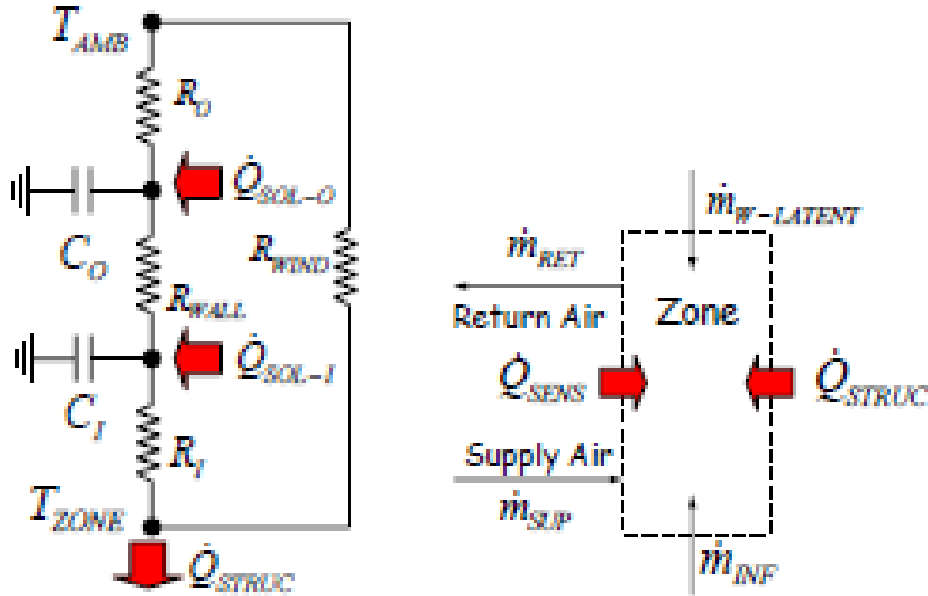 T_AMB
R_O
Q̇_SOL-O
C_O
R_WIND
R_WALL
Q̇_SOL-I
C_I
R_I
T_ZONE
Q̇_STRUC
ṁ_W-LATENT
ṁ_RET
Return Air
Zone
Q̇_SENS
Q̇_STRUC
Supply Air
ṁ_SUP
ṁ_INF